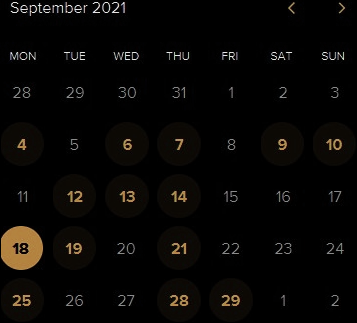 September 2021
MON TUE WED THU FRI SAT SUN
28 29 30 31 1 2 3
4 5 6 7 8 9 10
11 12 13 14 15 16 17
18 19 20 21 22 23 24
25 26 27 28 29 1 2